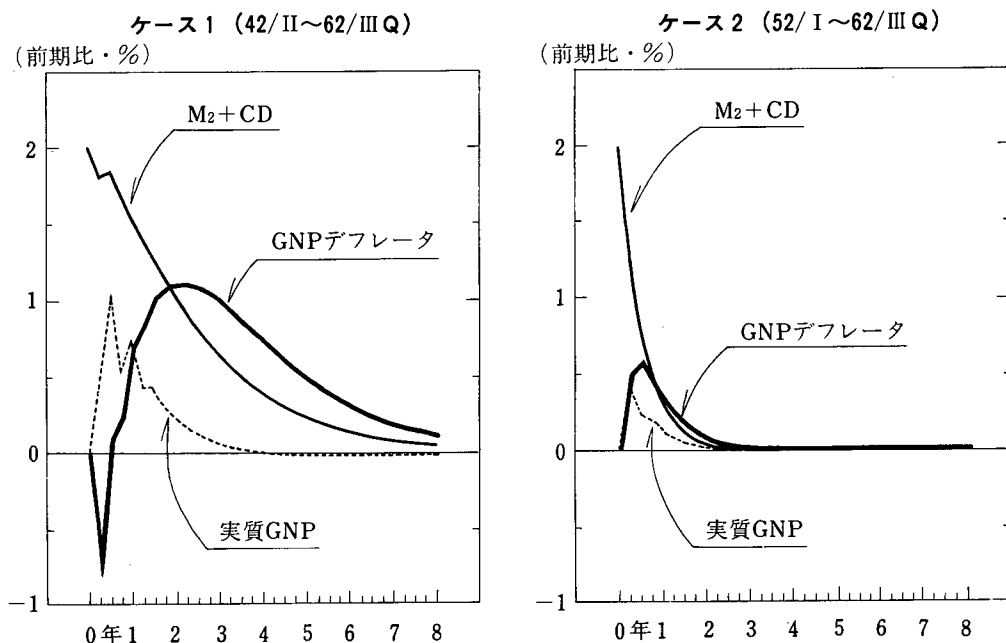 ケース1 (42/II〜62/III Q)
(前期比・%)
2
1
0
−1
M₂+CD
GNPデフレータ
実質GNP
0年1 2 3 4 5 6 7 8
ケース2 (52/I〜62/III Q)
(前期比・%)
2
1
0
−1
M₂+CD
GNPデフレータ
実質GNP
0年1 2 3 4 5 6 7 8